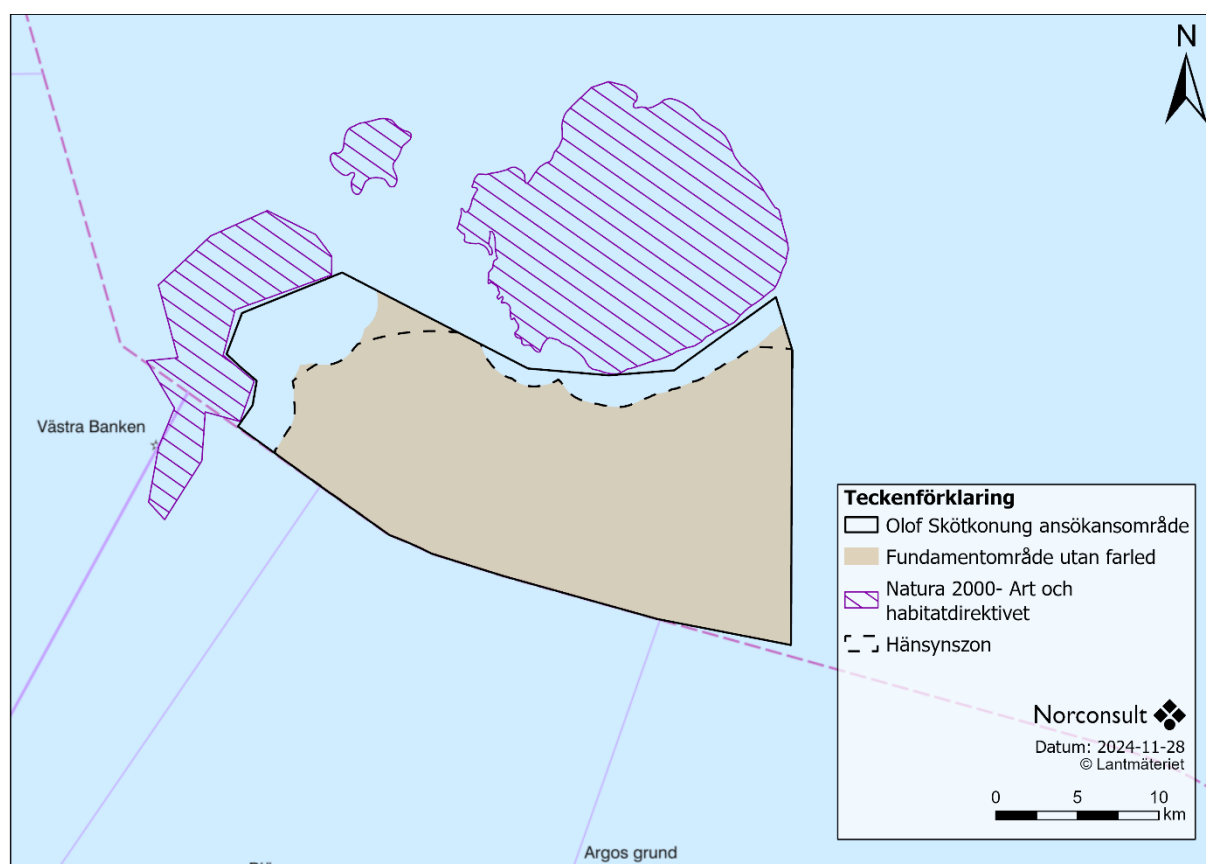 N
Västra Banken
Teckenförklaring
Olof Skötkonung ansökansområde
Fundamentområde utan farled
Natura 2000- Art och
habitatdirektivet
Hänsynszon
Norconsult
Datum: 2024-11-28
© Lantmäteriet
0 5 10
km
Argos grund